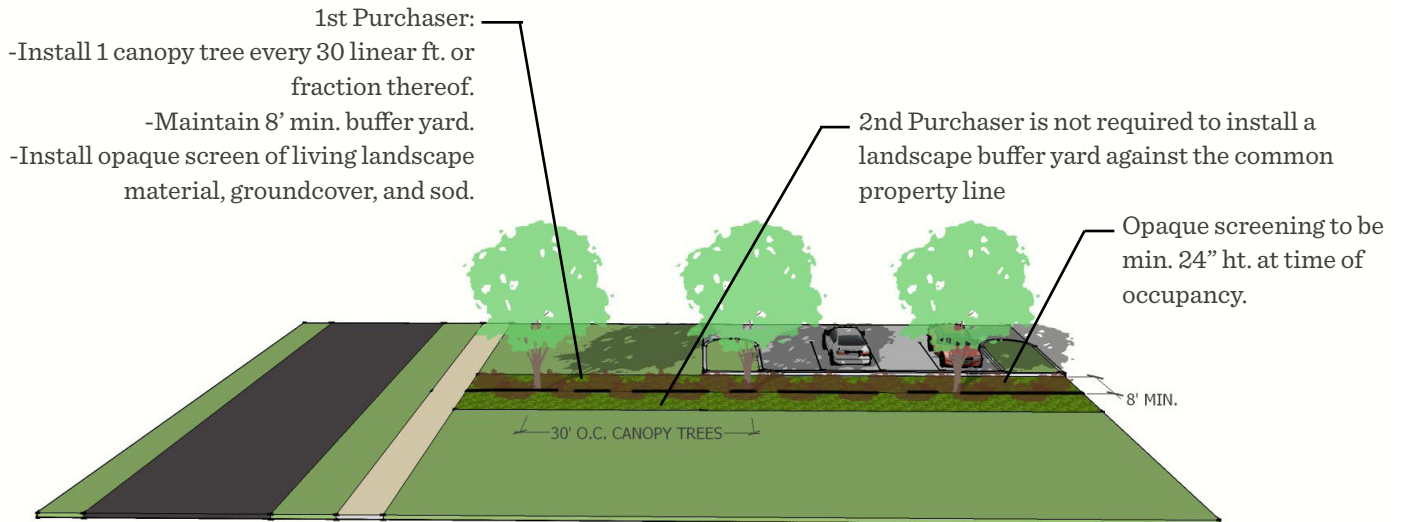 1st Purchaser:
-Install 1 canopy tree every 30 linear ft. or
fraction thereof.
-Maintain 8’ min. buffer yard.
-Install opaque screen of living landscape
material, groundcover, and sod.
2nd Purchaser is not required to install a
landscape buffer yard against the common
property line
Opaque screening to be
min. 24” ht. at time of
occupancy.
8' MIN.
30' O.C. CANOPY TREES